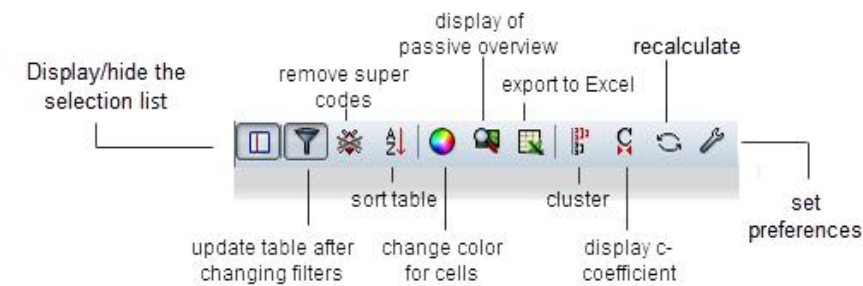 display of
passive overview
recalculate
Display/hide the
selection list
remove super
codes
export to Excel
A
Z
C
sort table
cluster
set
preferences
update table after
changing filters
change color
for cells
display c-
coefficient